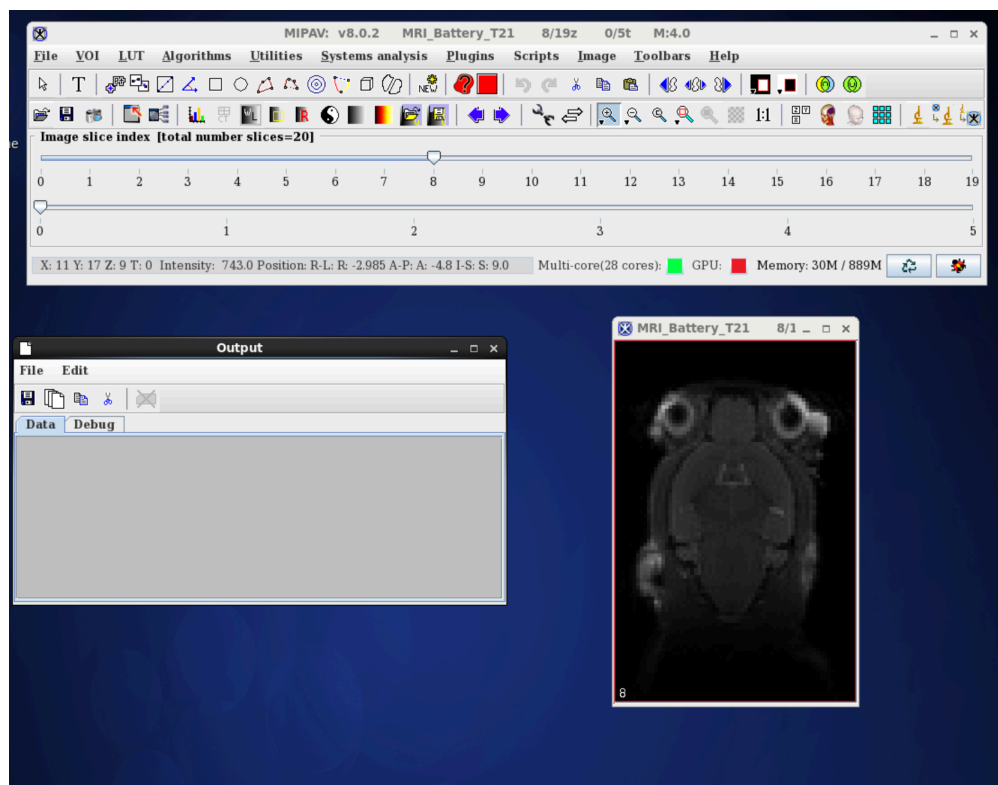 MIPAV: v8.0.2 MRI_Battery_T21 8/19z 0/5t M:4.0
File VOI LUT Algorithms Utilities Systems analysis Plugins Scripts Image Toolbars Help
T NEW
W L R 1:1
e
Image slice index [total number slices=20]
0 1 2 3 4 5 6 7 8 9 10 11 12 13 14 15 16 17 18 19
0 1 2 3 4 5
X: 11 Y: 17 Z: 9 T: 0 Intensity: 743.0 Position: R-L: R: -2.985 A-P: A: -4.8 I-S: S: 9.0 Multi-core(28 cores): GPU: Memory: 30M / 889M
Output
File Edit
Data Debug
MRI_Battery_T21 8/1
8